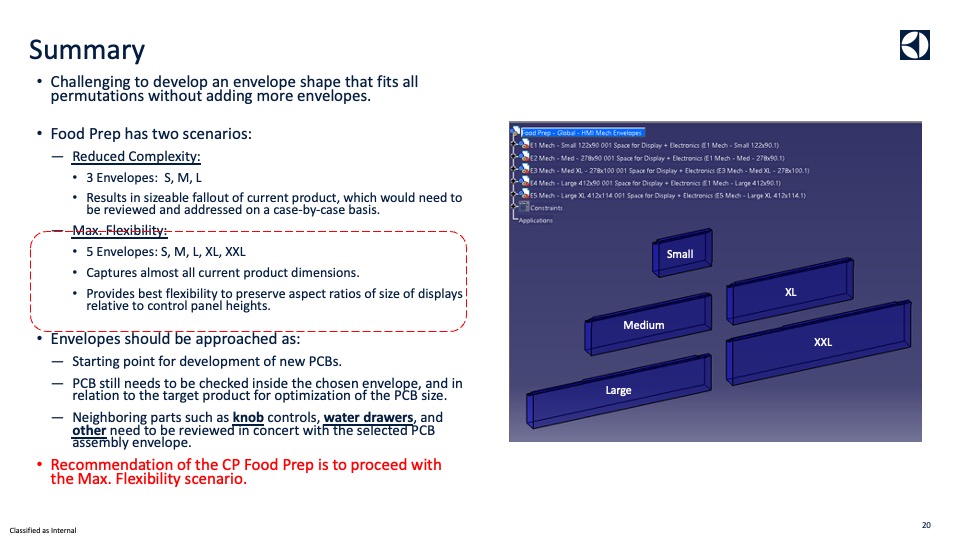 Summary
• Challenging to develop an envelope shape that fits all
permutations without adding more envelopes.
• Food Prep has two scenarios:
— Reduced Complexity:
• 3 Envelopes: S, M, L
• Results in sizeable fallout of current product, which would need to
be reviewed and addressed on a case-by-case basis.
— Max. Flexibility:
• 5 Envelopes: S, M, L, XL, XXL
• Captures almost all current product dimensions.
• Provides best flexibility to preserve aspect ratios of size of displays
relative to control panel heights.
• Envelopes should be approached as:
— Starting point for development of new PCBs.
— PCB still needs to be checked inside the chosen envelope, and in
relation to the target product for optimization of the PCB size.
— Neighboring parts such as knob controls, water drawers, and
other need to be reviewed in concert with the selected PCB
assembly envelope.
• Recommendation of the CP Food Prep is to proceed with
the Max. Flexibility scenario.
Food Prep - Global - HMI Mech Envelopes
E1 Mech - Small 122x90 001 Space for Display + Electronics (E1 Mech - Small 122x90.1)
E2 Mech - Med - 278x90 001 Space for Display + Electronics (E1 Mech - Med - 278x90.1)
E3 Mech - Med XL - 278x100 001 Space for Display + Electronics (E3 Mech - Med XL - 278x100.1)
E4 Mech - Large 412x90 001 Space for Display + Electronics (E1 Mech - Large 412x90.1)
E5 Mech - Large XL 412x114 001 Space for Display + Electronics (E5 Mech - Large XL 412x114.1)
Constraints
Applications
Small
XL
Medium
XXL
Large
Classified as Internal
20